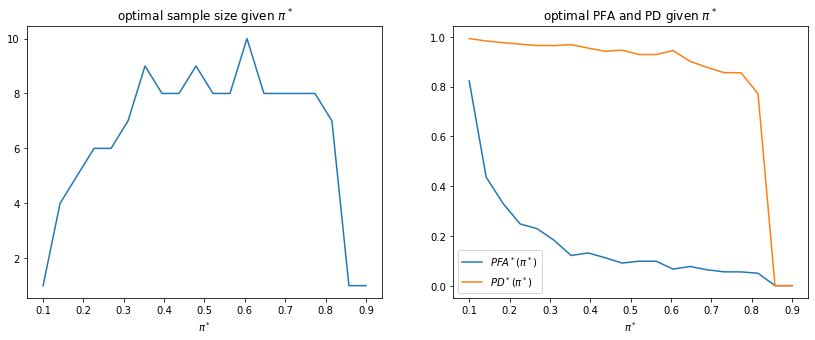 optimal sample size given π*
10
8
6
4
2
0.1 0.2 0.3 0.4 0.5 0.6 0.7 0.8 0.9
π*
optimal PFA and PD given π*
1.0
0.8
0.6
0.4
0.2
0.0
PFA*(π*)
PD*(π*)
0.1 0.2 0.3 0.4 0.5 0.6 0.7 0.8 0.9
π*